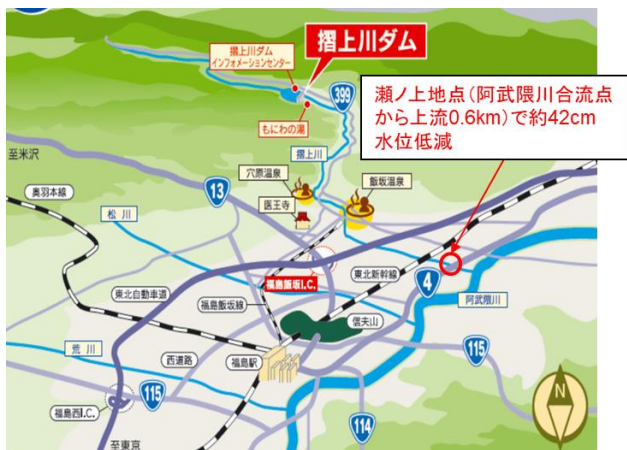 摺上川ダム
インフォメーションセンター
摺上川ダム
399
もにわの湯
瀬ノ上地点(阿武隈川合流点
から上流0.6km)で約42cm
水位低減
至米沢
摺上川
穴原温泉
飯坂温泉
13
奥羽本線
医王寺
松川
福島飯坂I.C.
東北新幹線
4
東北自動車道
福島飯坂線
阿武隈川
信夫山
荒川
西道路
福島駅
115
115
福島西I.C.
114
至東京
N